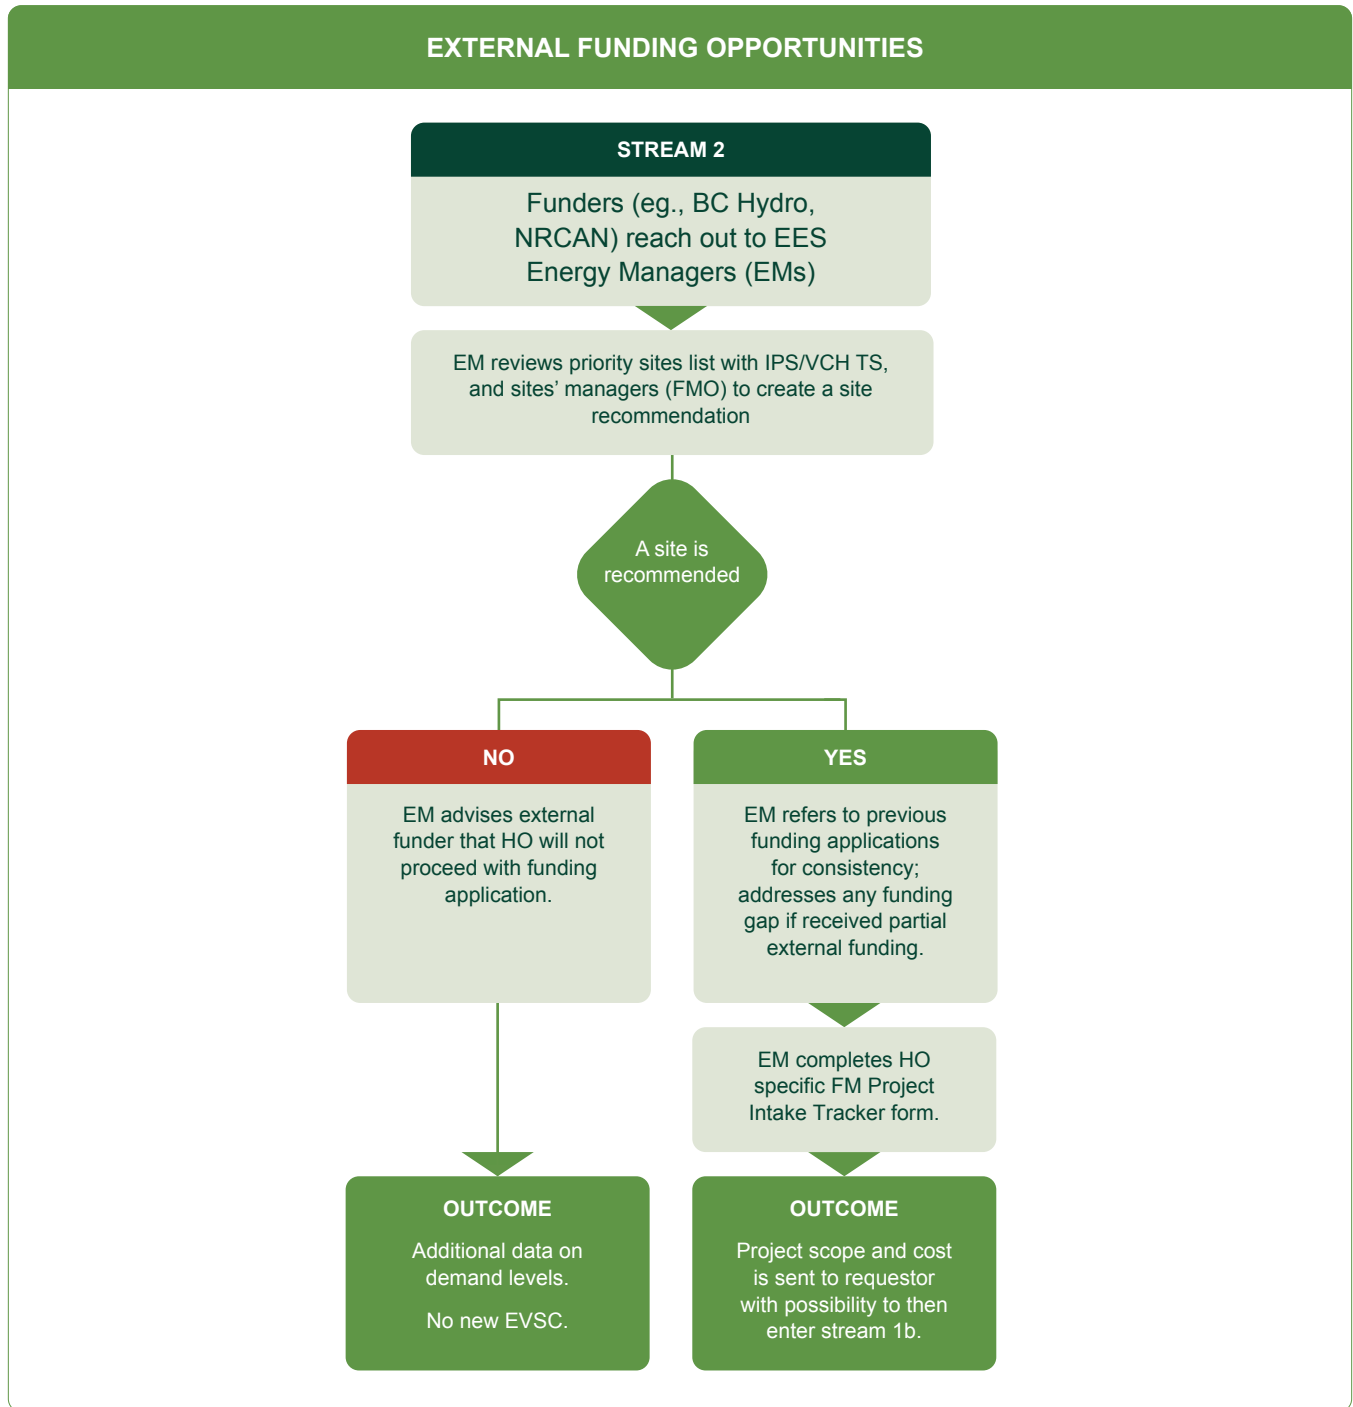 EXTERNAL FUNDING OPPORTUNITIES
STREAM 2
Funders (eg., BC Hydro,
NRCAN) reach out to EES
Energy Managers (EMs)
EM reviews priority sites list with IPS/VCH TS,
and sites’ managers (FMO) to create a site
recommendation
A site is
recommended
NO
EM advises external
funder that HO will not
proceed with funding
application.
YES
EM refers to previous
funding applications
for consistency;
addresses any funding
gap if received partial
external funding.
EM completes HO
specific FM Project
Intake Tracker form.
OUTCOME
Additional data on
demand levels.
No new EVSC.
OUTCOME
Project scope and cost
is sent to requestor
with possibility to then
enter stream 1b.